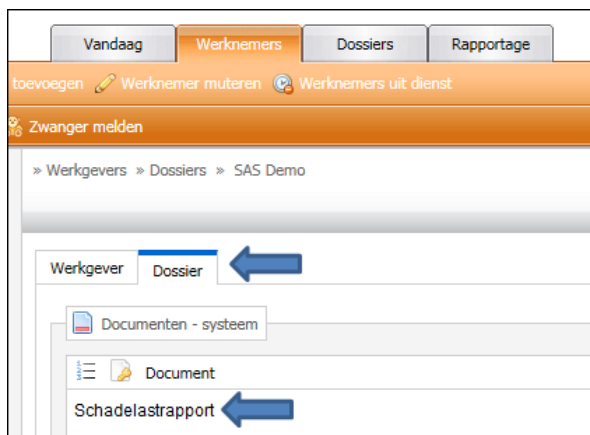 Vandaag Werknemers Dossiers Rapportage
toevoegen Werknemer muteren Werknemers uit dienst
Zwanger melden
» Werkgevers » Dossiers » SAS Demo
Werkgever Dossier
Documenten - systeem
Document
Schadelastrapport